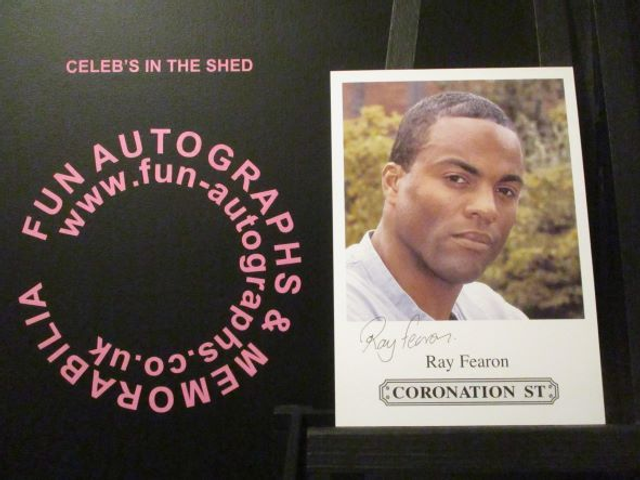 CELEB'S IN THE SHED
FUN AUTOGRAPHS & MEMORABILIA
www.fun-autographs.co.uk
Ray Fearon.
Ray Fearon
CORONATION ST.